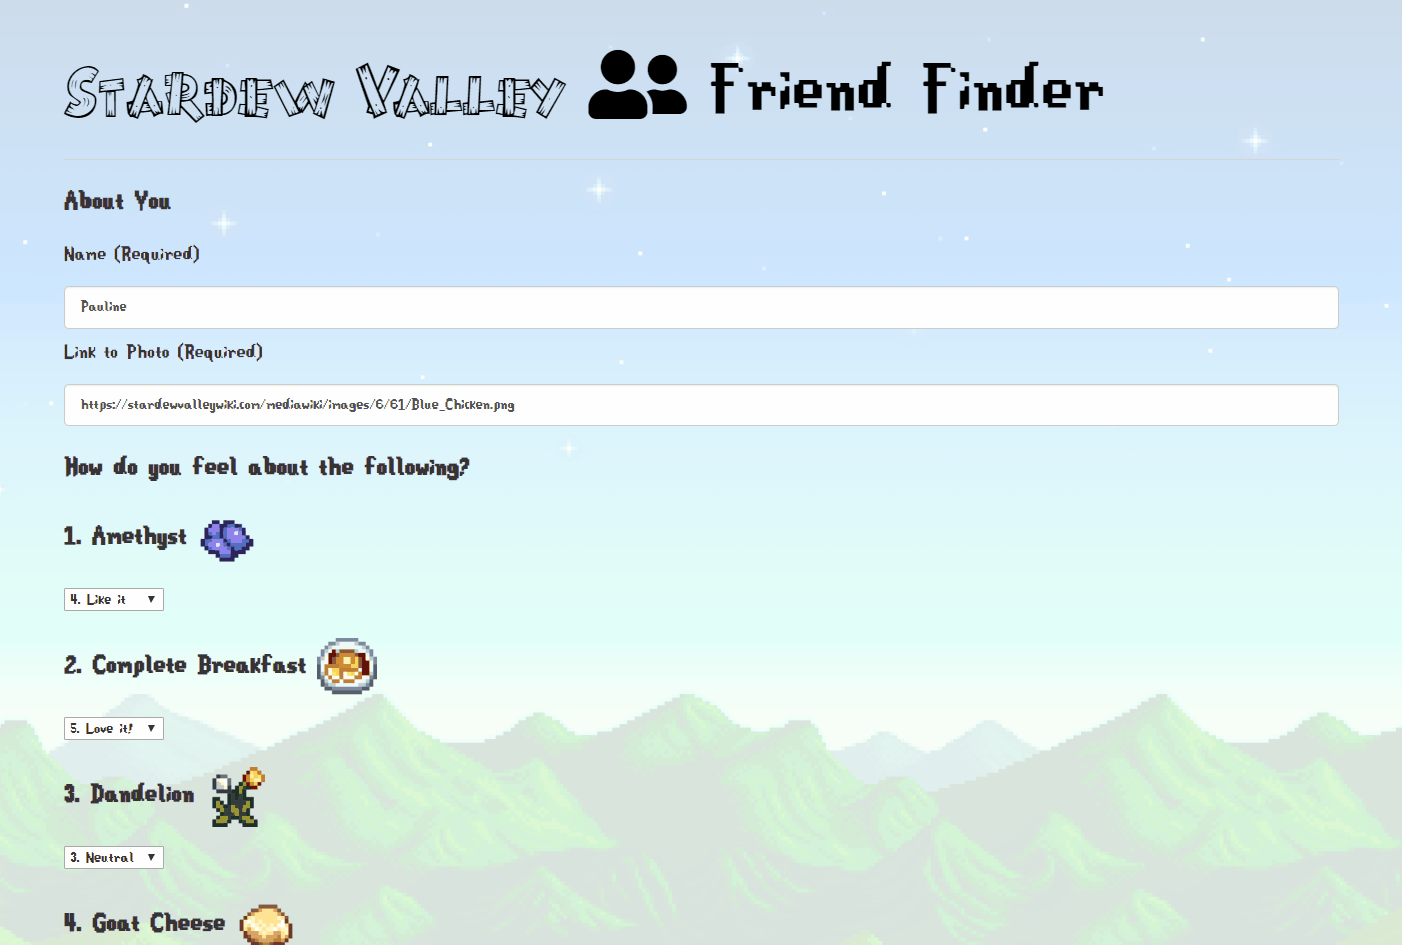 Stardew Valley Friend Finder
About You
Name (Required)
Pauline
Link to Photo (Required)
https://stardewvalleywiki.com/mediawiki/images/6/61/Blue_Chicken.png
How do you feel about the following?
1. Amethyst
4. Like it
2. Complete Breakfast
5. Love it!
3. Dandelion
3. Neutral
4. Goat Cheese